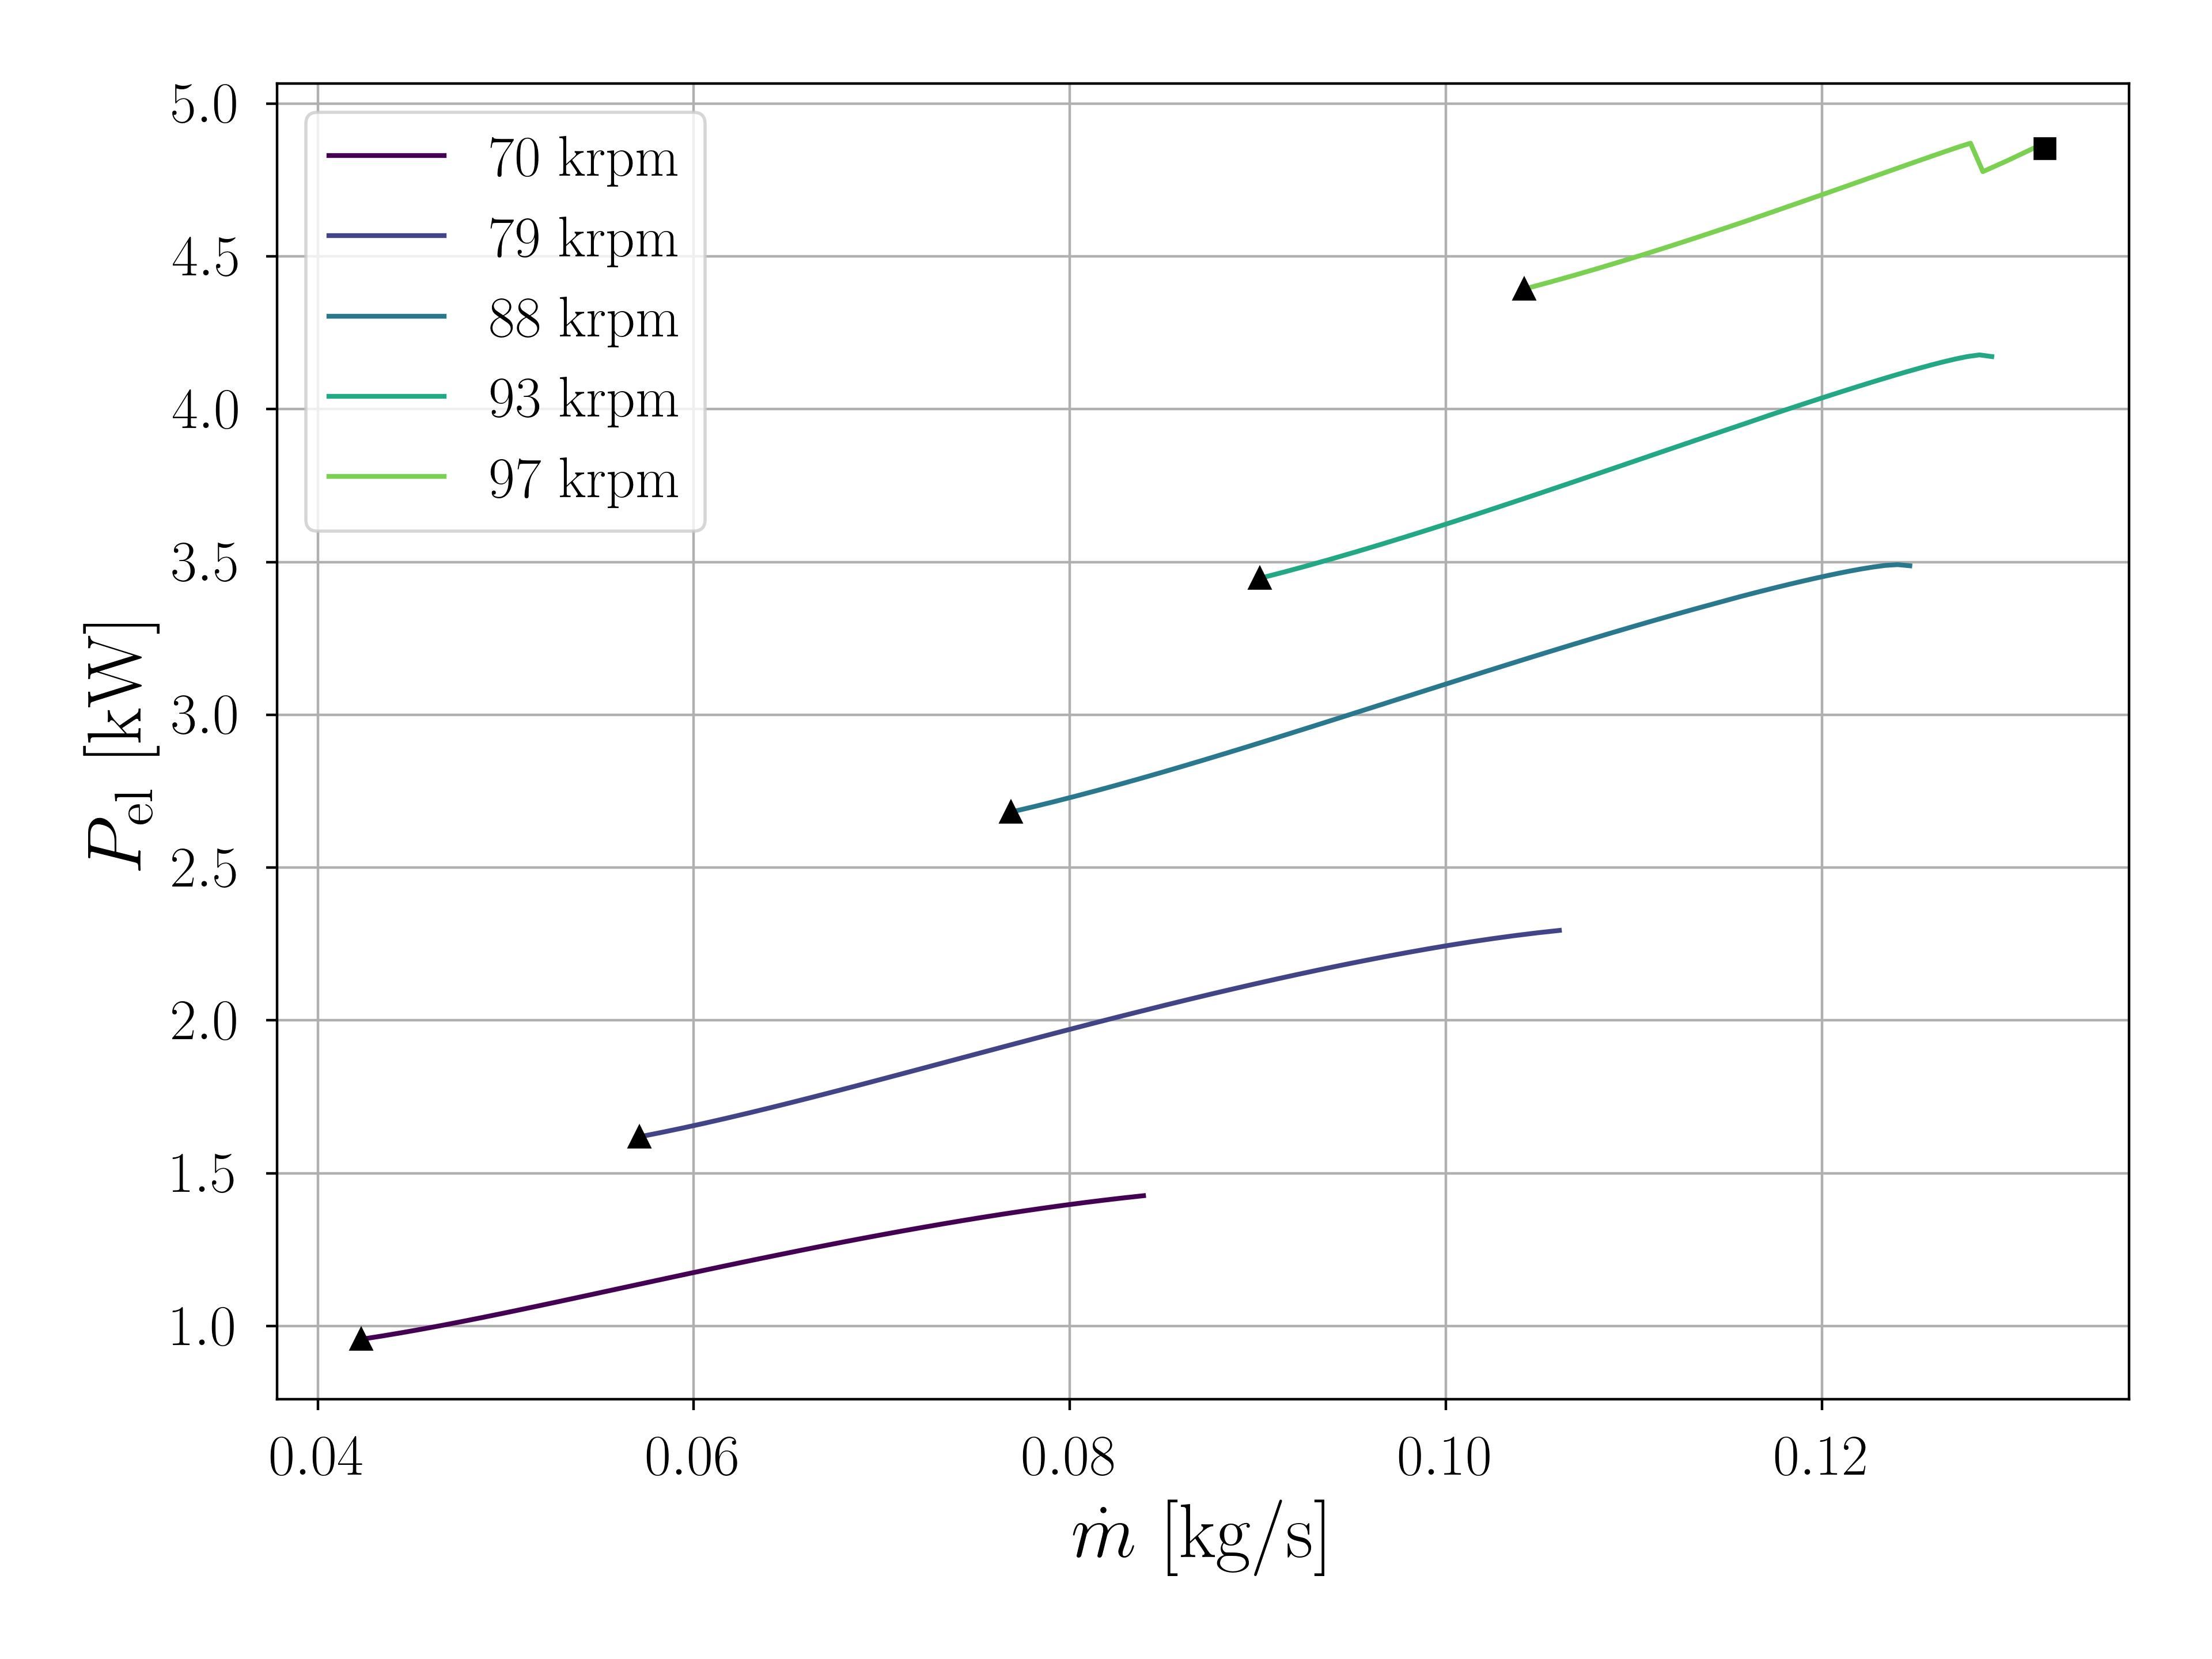 5.0
4.5
4.0
3.5
3.0
2.5
2.0
1.5
1.0
P_el [kW]
70 krpm
79 krpm
88 krpm
93 krpm
97 krpm
0.04 0.06 0.08 0.10 0.12
ṁ [kg/s]